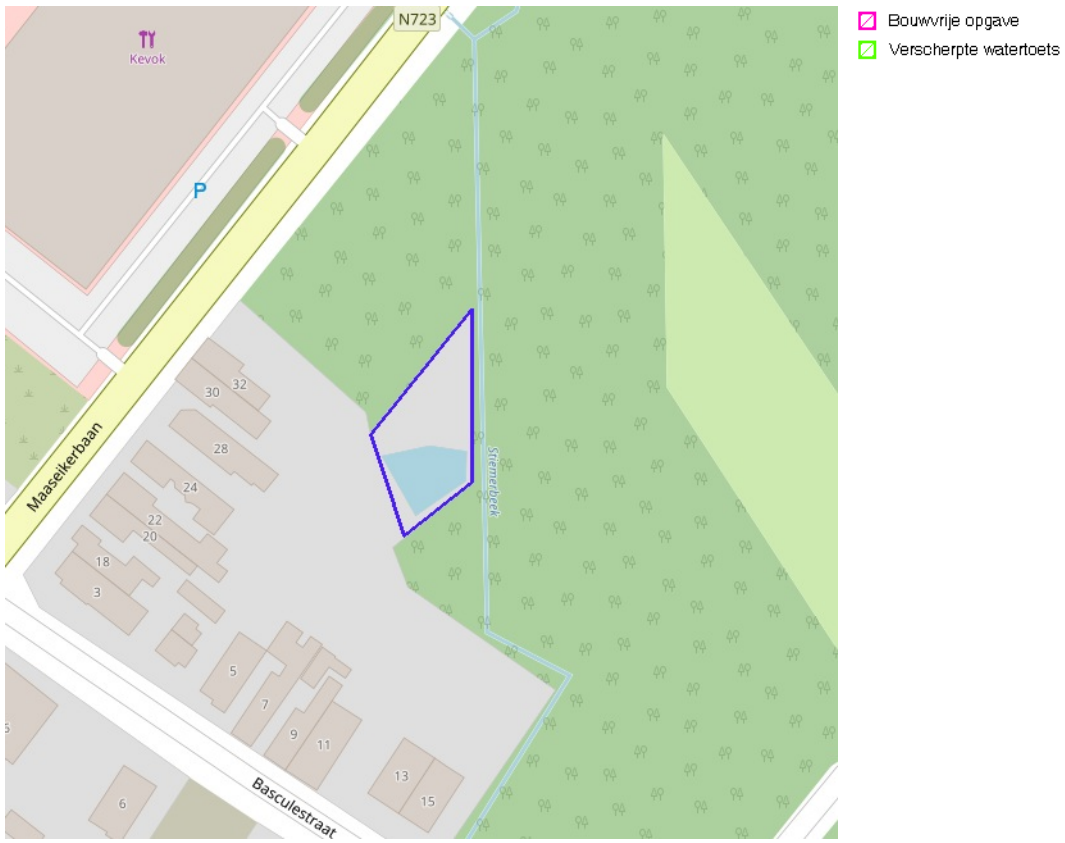 N723
Bouwvrije opgave
Verscherpte watertoets
Kevok
P
Maaseikerbaan
Stiemerbeek
32
30
28
24
22
20
18
3
5
7
9
11
13
15
6
Basculestraat